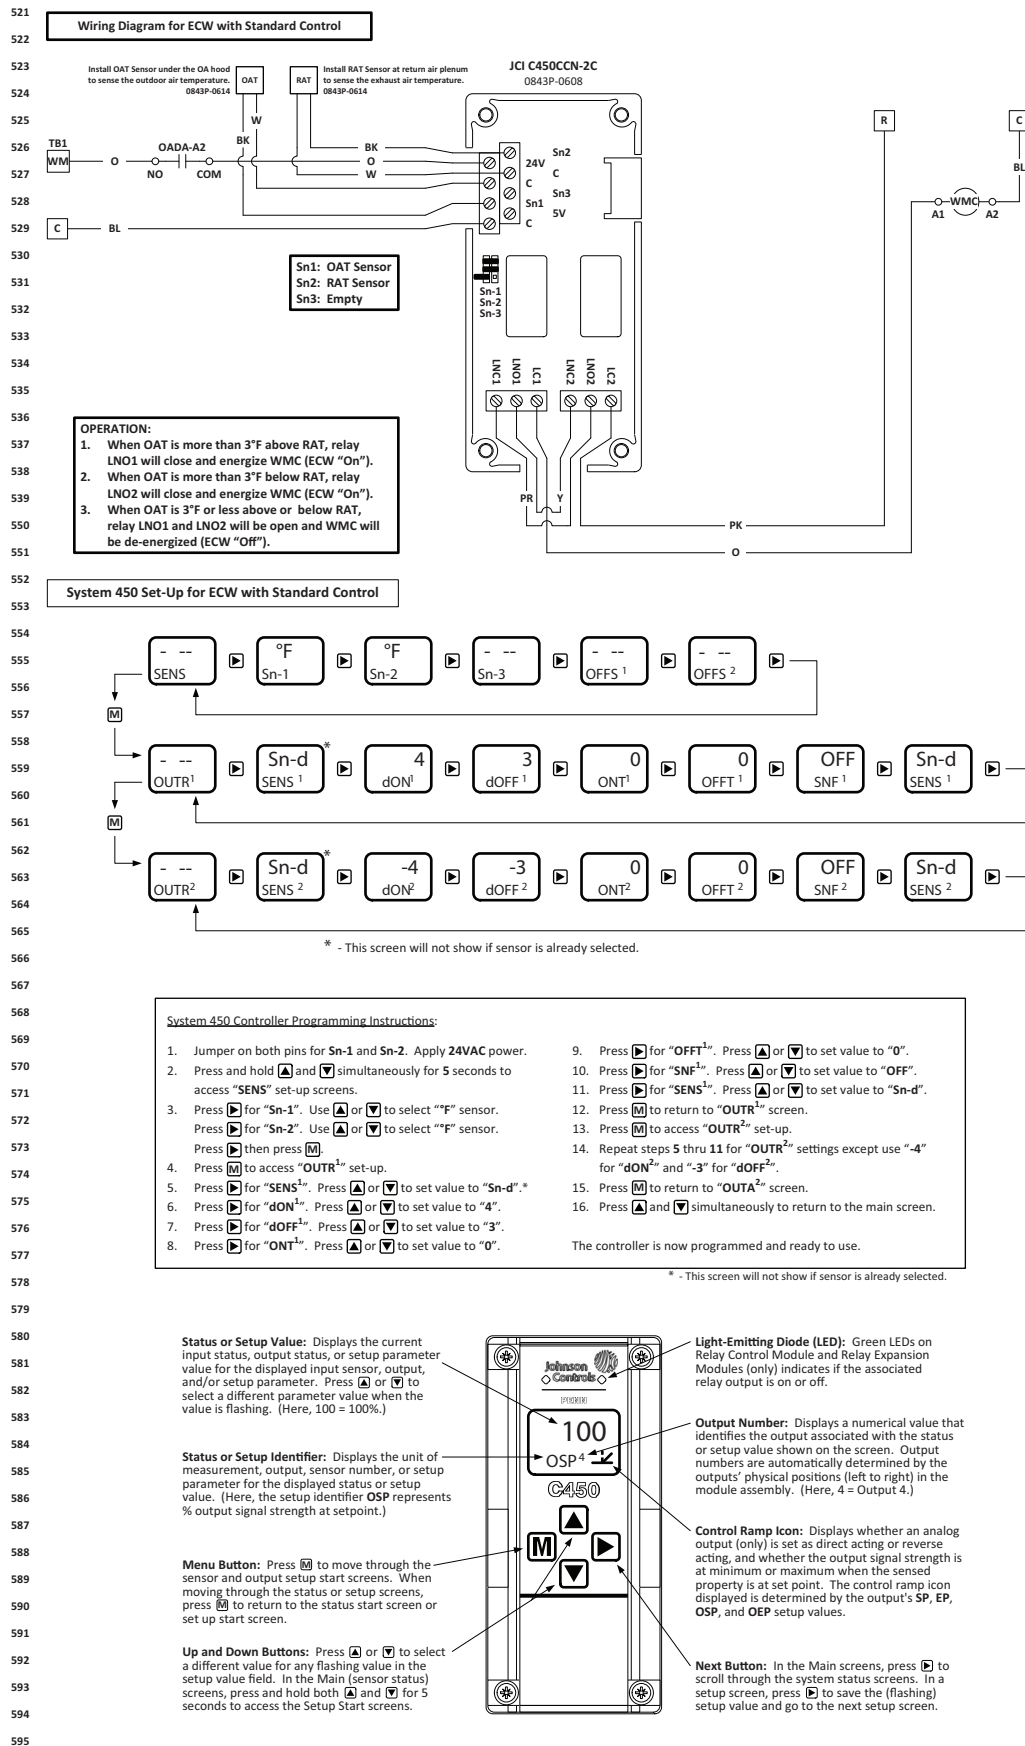 521
Wiring Diagram for ECW with Standard Control
522
523
Install OAT Sensor under the OA hood
to sense the outdoor air temperature.
0843P-0614
OAT
RAT
Install RAT Sensor at return air plenum
to sense the exhaust air temperature.
0843P-0614
JCI C450CCN-2C
0843P-0608
524
525
W
R
C
526
TB1
OADA-A2
BK
BK
Sn2
WM
O
O
24V
C
BL
527
NO
COM
W
C
528
Sn3
Sn1
5V
WMC
A1
A2
529
C
BL
C
530
Sn1: OAT Sensor
Sn2: RAT Sensor
Sn3: Empty
531
Sn-1
Sn-2
Sn-3
532
533
534
LNC1
LNO1
LC1
LNC2
LNO2
LC2
535
536
OPERATION:
537
1. When OAT is more than 3°F above RAT, relay
LNO1 will close and energize WMC (ECW "On").
538
2. When OAT is more than 3°F below RAT, relay
LNO2 will close and energize WMC (ECW "On").
539
3. When OAT is 3°F or less above or below RAT,
relay LNO1 and LNO2 will be open and WMC will
be de-energized (ECW "Off").
PR
Y
550
PK
551
O
552
System 450 Set-Up for ECW with Standard Control
553
554
- -- SENS
°F Sn-1
°F Sn-2
- -- Sn-3
- -- OFFS 1
- -- OFFS 2
555
556
557
M
558
- -- OUTR1
Sn-d SENS 1
*
4 dON1
3 dOFF 1
0 ONT1
0 OFFT 1
OFF SNF 1
Sn-d SENS 1
559
560
561
M
562
- -- OUTR2
Sn-d SENS 2
*
-4 dON2
-3 dOFF 2
0 ONT2
0 OFFT 2
OFF SNF 2
Sn-d SENS 2
563
564
565
* - This screen will not show if sensor is already selected.
566
567
568
System 450 Controller Programming Instructions:
569
1. Jumper on both pins for Sn-1 and Sn-2. Apply 24VAC power.
570
2. Press and hold ▲ and ▼ simultaneously for 5 seconds to
571
access "SENS" set-up screens.
572
3. Press ▶ for "Sn-1". Use ▲ or ▼ to select "°F" sensor.
Press ▶ for "Sn-2". Use ▲ or ▼ to select "°F" sensor.
573
Press ▶ then press M.
574
4. Press M to access "OUTR1" set-up.
5. Press ▶ for "SENS1". Press ▲ or ▼ to set value to "Sn-d".*
575
6. Press ▶ for "dON1". Press ▲ or ▼ to set value to "4".
576
7. Press ▶ for "dOFF1". Press ▲ or ▼ to set value to "3".
577
8. Press ▶ for "ONT1". Press ▲ or ▼ to set value to "0".
9. Press ▶ for "OFFT1". Press ▲ or ▼ to set value to "0".
10. Press ▶ for "SNF1". Press ▲ or ▼ to set value to "OFF".
11. Press ▶ for "SENS1". Press ▲ or ▼ to set value to "Sn-d".
12. Press M to return to "OUTR1" screen.
13. Press M to access "OUTR2" set-up.
14. Repeat steps 5 thru 11 for "OUTR2" settings except use "-4"
for "dON2" and "-3" for "dOFF2".
15. Press M to return to "OUTA2" screen.
16. Press ▲ and ▼ simultaneously to return to the main screen.
The controller is now programmed and ready to use.
578
* - This screen will not show if sensor is already selected.
579
580
Status or Setup Value: Displays the current
input status, output status, or setup parameter
value for the displayed input sensor, output,
and/or setup parameter. Press ▲ or ▼ to
select a different parameter value when the
value is flashing. (Here, 100 = 100%.)
581
582
583
584
Status or Setup Identifier: Displays the unit of
measurement, output, sensor number, or setup
parameter for the displayed status or setup
value. (Here, the setup identifier OSP represents
% output signal strength at setpoint.)
585
586
587
588
Menu Button: Press M to move through the
sensor and output setup start screens. When
moving through the status or setup screens,
press M to return to the status start screen or
set up start screen.
589
590
591
592
Up and Down Buttons: Press ▲ or ▼ to select
a different value for any flashing value in the
setup value field. In the Main (sensor status)
screens, press and hold both ▲ and ▼ for 5
seconds to access the Setup Start screens.
593
594
595
Johnson
Controls
PENN
100
OSP 4
C450
M
Light-Emitting Diode (LED): Green LEDs on
Relay Control Module and Relay Expansion
Modules (only) indicates if the associated
relay output is on or off.
Output Number: Displays a numerical value that
identifies the output associated with the status
or setup value shown on the screen. Output
numbers are automatically determined by the
outputs' physical positions (left to right) in the
module assembly. (Here, 4 = Output 4.)
Control Ramp Icon: Displays whether an analog
output (only) is set as direct acting or reverse
acting, and whether the output signal strength is
at minimum or maximum when the sensed
property is at set point. The control ramp icon
displayed is determined by the output's SP, EP,
OSP, and OEP setup values.
Next Button: In the Main screens, press ▶ to
scroll through the system status screens. In a
setup screen, press ▶ to save the (flashing)
setup value and go to the next setup screen.